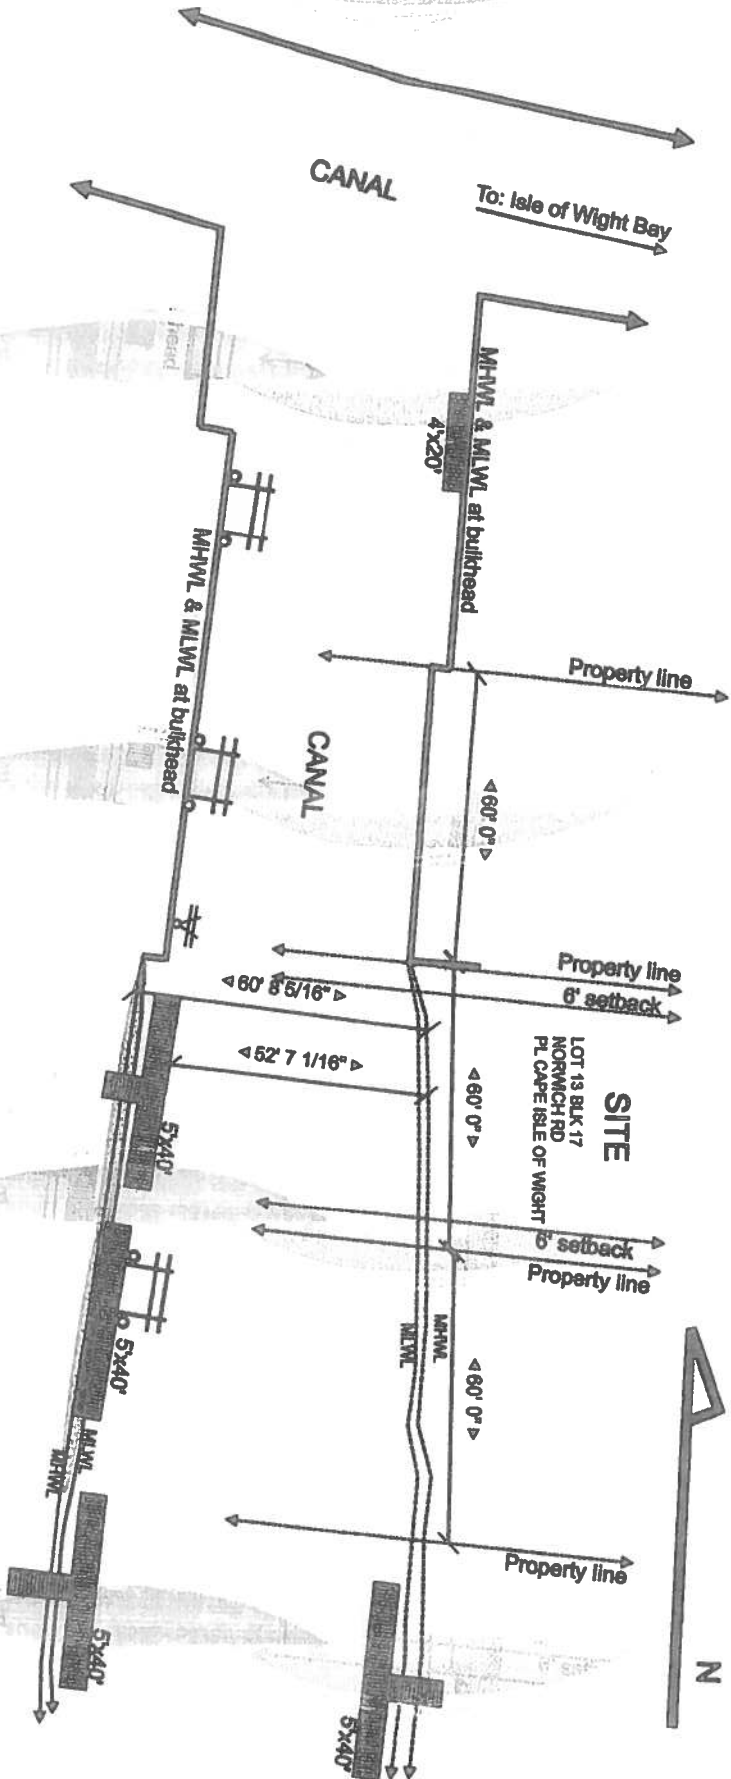 CANAL
To: Isle of Wight Bay
MHWL & MLWL at bulkhead
4'x20'
head
Property line
MHWL & MLWL at bulkhead
CANAL
60' 0"
Property line
6' setback
60' 8 5/16"
52' 7 1/16"
60' 0"
SITE
LOT 13 BLK 17
NORWICH RD
PL CAPE ISLE OF WIGHT
5'x40'
6' setback
Property line
MHWL
MLWL
60' 0"
5'x40'
MLWL
MHWL
Property line
5'x40'
5'x40'
N